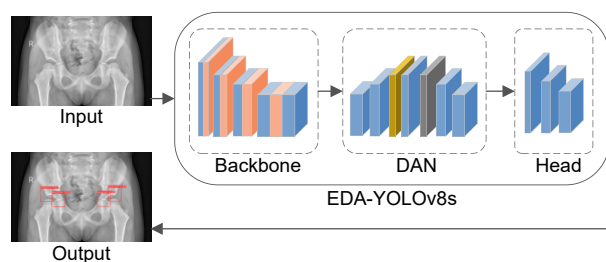 R
Input
Backbone
DAN
Head
EDA-YOLOv8s
R
Output